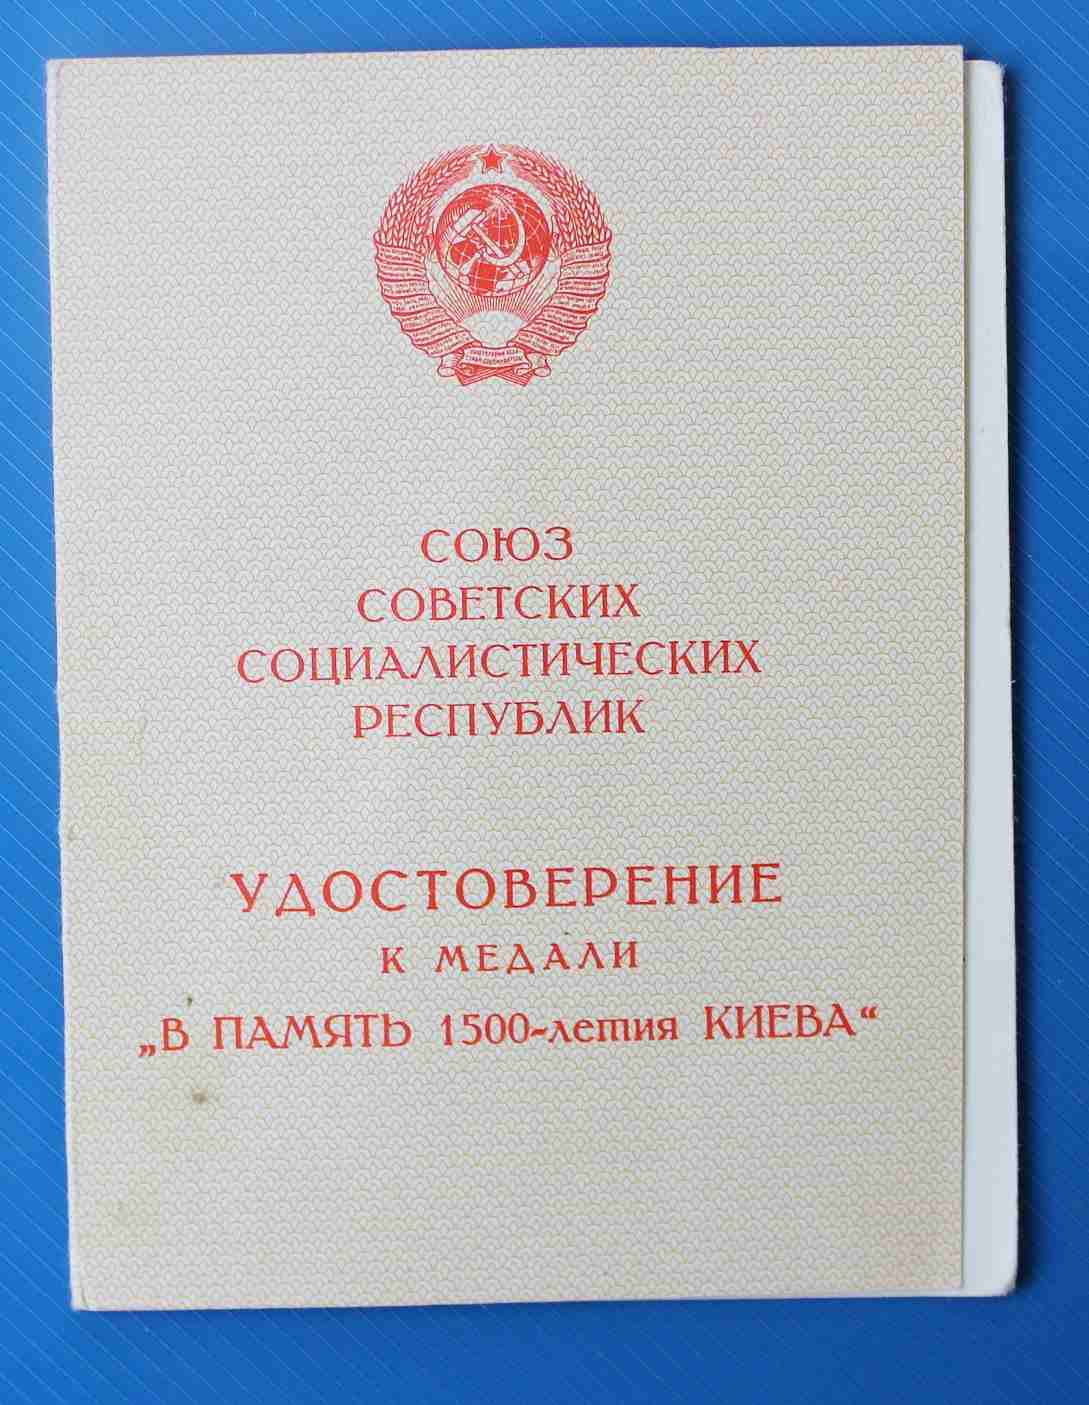 СОЮЗ
СОВЕТСКИХ
СОЦИАЛИСТИЧЕСКИХ
РЕСПУБЛИК
УДОСТОВЕРЕНИЕ
К МЕДАЛИ
„В ПАМЯТЬ 1500-летия КИЕВА“